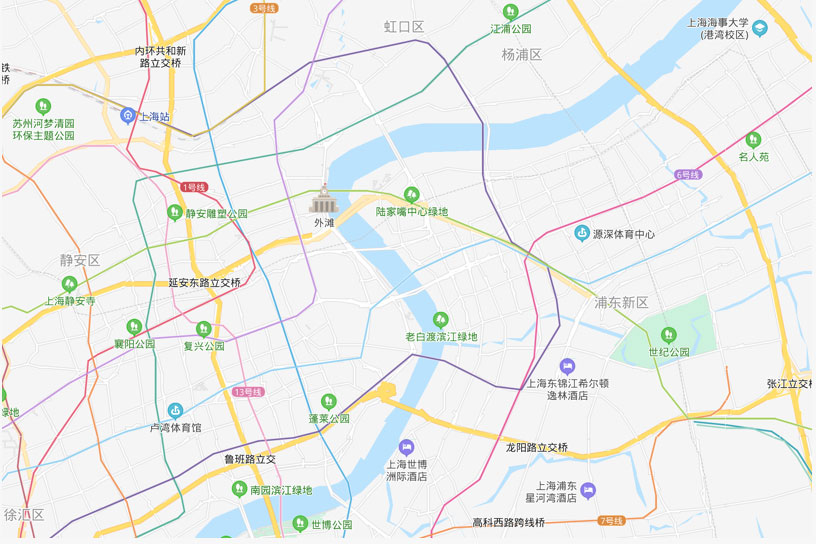 3号线
虹口区
江浦公园
上海海事大学
(港湾校区)
内环共和新
路立交桥
杨浦区
铁
桥
苏州河梦清园
环保主题公园
上海站
名人苑
1号线
6号线
静安雕塑公园
陆家嘴中心绿地
外滩
源深体育中心
静安区
延安东路立交桥
上海静安寺
浦东新区
襄阳公园
复兴公园
老白渡滨江绿地
世纪公园
13号线
上海东锦江希尔顿
逸林酒店
张江立交桥
绿地
卢湾体育馆
蓬莱公园
鲁班路立交
上海世博
洲际酒店
龙阳路立交桥
南园滨江绿地
上海浦东
星河湾酒店
徐汇区
世博公园
高科西路跨线桥
7号线